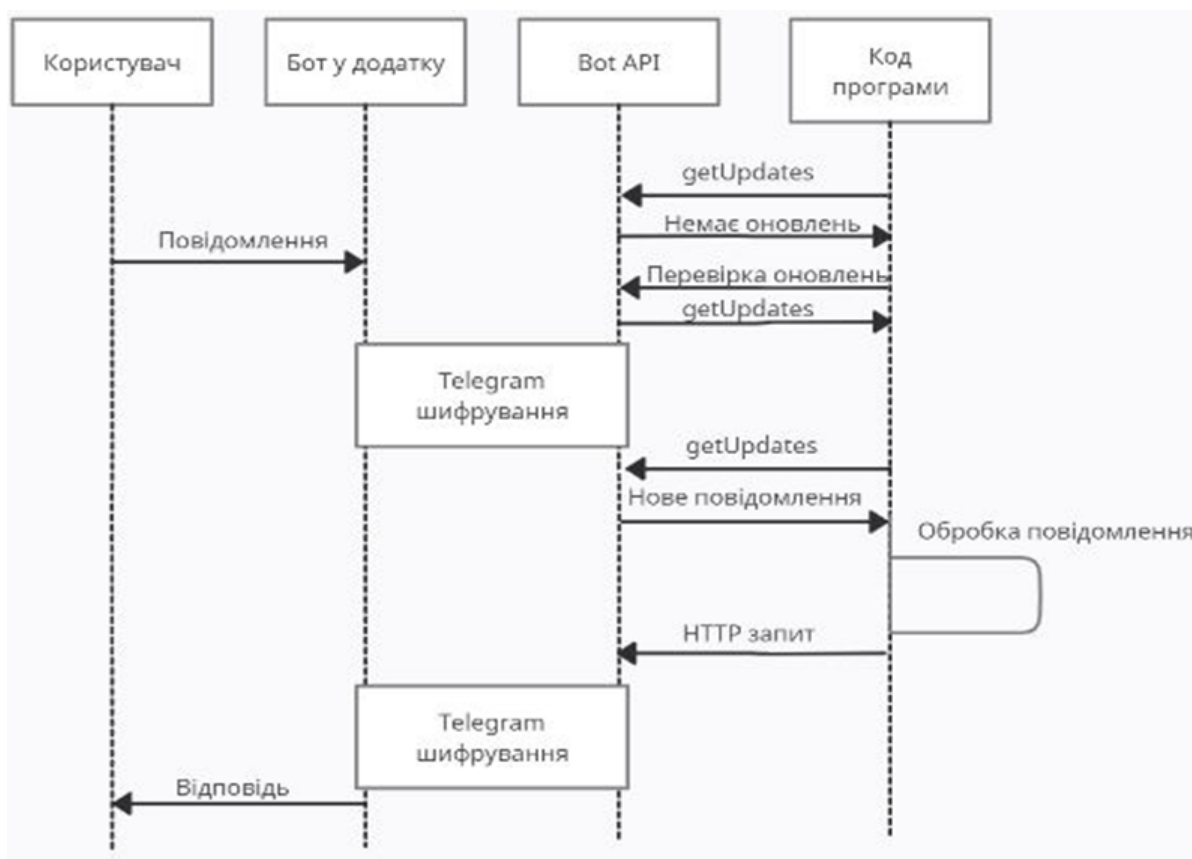 Користувач
Бот у додатку
Bot API
Код
програми
getUpdates
Немає оновлень
Повідомлення
Перевірка оновлень
getUpdates
Telegram
шифрування
getUpdates
Нове повідомлення
Обробка повідомлення
HTTP запит
Telegram
шифрування
Відповідь